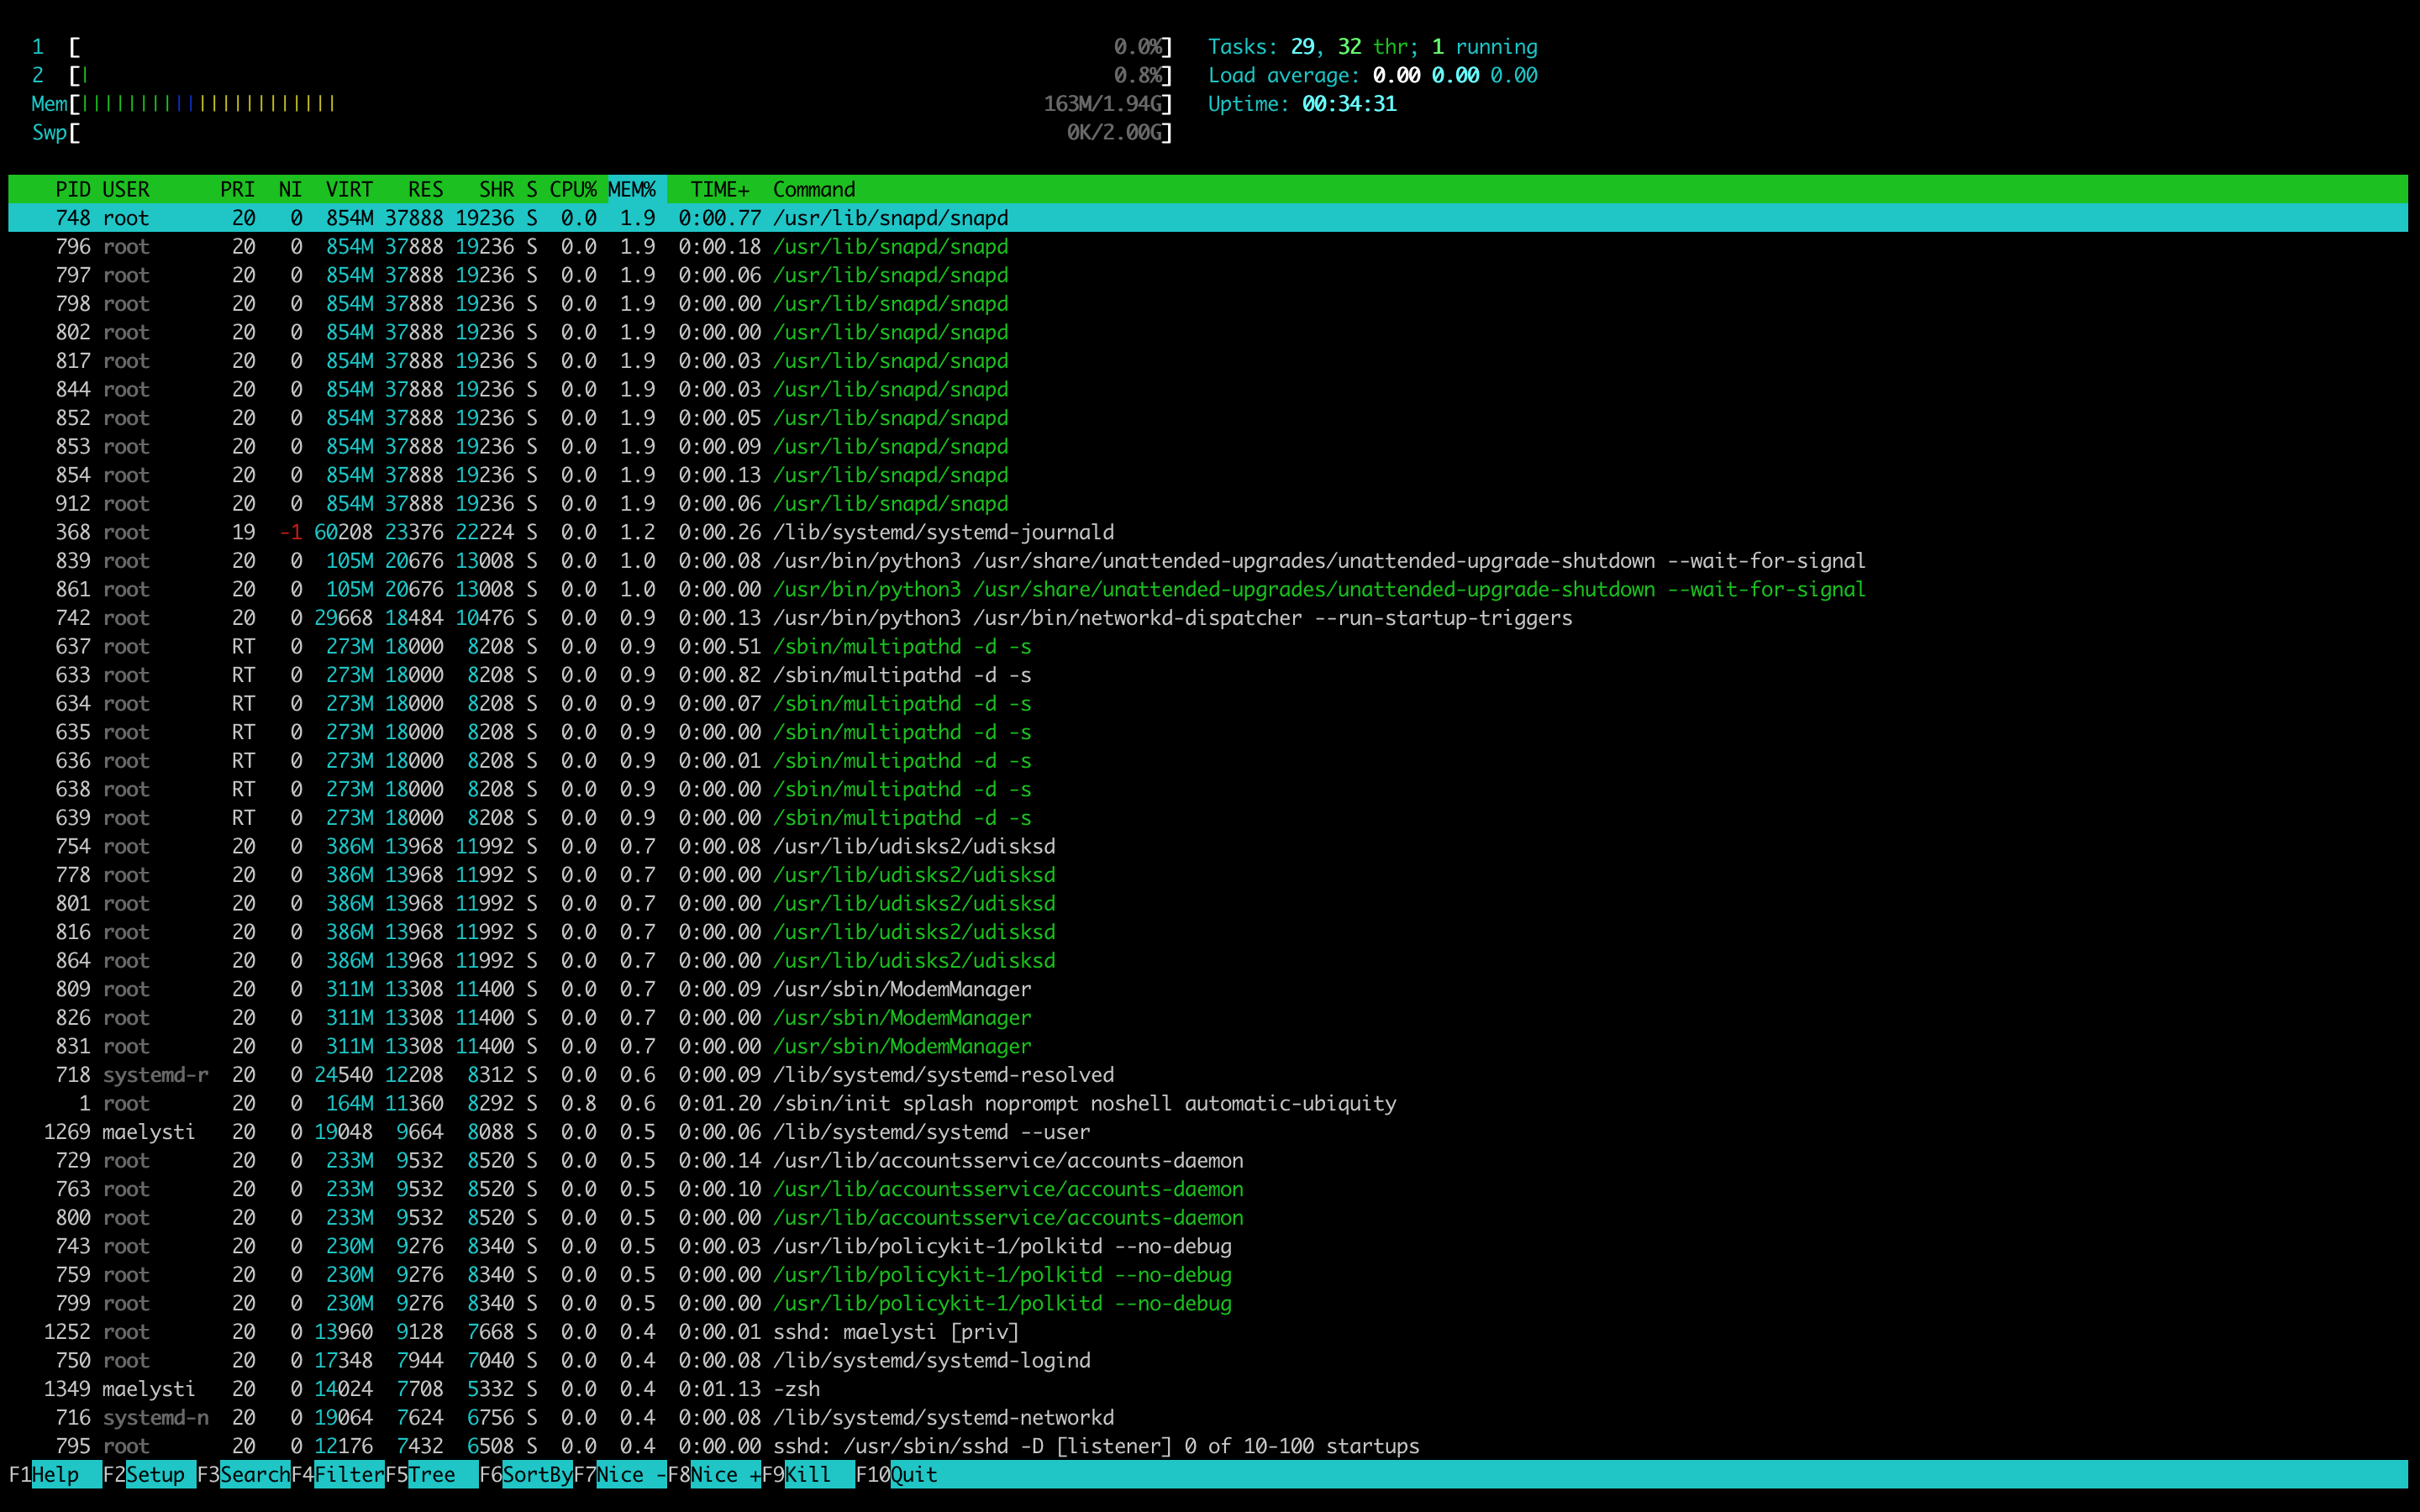 1  [ 0.0%] Tasks: 29, 32 thr; 1 running
2  [| 0.8%] Load average: 0.00 0.00 0.00
Mem[|||||||||||||||||||||| 163M/1.94G] Uptime: 00:34:31
Swp[ 0K/2.00G]
PID USER PRI NI VIRT RES SHR S CPU% MEM% TIME+ Command
748 root 20 0 854M 37888 19236 S 0.0 1.9 0:00.77 /usr/lib/snapd/snapd
796 root 20 0 854M 37888 19236 S 0.0 1.9 0:00.18 /usr/lib/snapd/snapd
797 root 20 0 854M 37888 19236 S 0.0 1.9 0:00.06 /usr/lib/snapd/snapd
798 root 20 0 854M 37888 19236 S 0.0 1.9 0:00.00 /usr/lib/snapd/snapd
802 root 20 0 854M 37888 19236 S 0.0 1.9 0:00.00 /usr/lib/snapd/snapd
817 root 20 0 854M 37888 19236 S 0.0 1.9 0:00.03 /usr/lib/snapd/snapd
844 root 20 0 854M 37888 19236 S 0.0 1.9 0:00.03 /usr/lib/snapd/snapd
852 root 20 0 854M 37888 19236 S 0.0 1.9 0:00.05 /usr/lib/snapd/snapd
853 root 20 0 854M 37888 19236 S 0.0 1.9 0:00.09 /usr/lib/snapd/snapd
854 root 20 0 854M 37888 19236 S 0.0 1.9 0:00.13 /usr/lib/snapd/snapd
912 root 20 0 854M 37888 19236 S 0.0 1.9 0:00.06 /usr/lib/snapd/snapd
368 root 19 -1 60208 23376 22224 S 0.0 1.2 0:00.26 /lib/systemd/systemd-journald
839 root 20 0 105M 20676 13008 S 0.0 1.0 0:00.08 /usr/bin/python3 /usr/share/unattended-upgrades/unattended-upgrade-shutdown --wait-for-signal
861 root 20 0 105M 20676 13008 S 0.0 1.0 0:00.00 /usr/bin/python3 /usr/share/unattended-upgrades/unattended-upgrade-shutdown --wait-for-signal
742 root 20 0 29668 18484 10476 S 0.0 0.9 0:00.13 /usr/bin/python3 /usr/bin/networkd-dispatcher --run-startup-triggers
637 root RT 0 273M 18000 8208 S 0.0 0.9 0:00.51 /sbin/multipathd -d -s
633 root RT 0 273M 18000 8208 S 0.0 0.9 0:00.82 /sbin/multipathd -d -s
634 root RT 0 273M 18000 8208 S 0.0 0.9 0:00.07 /sbin/multipathd -d -s
635 root RT 0 273M 18000 8208 S 0.0 0.9 0:00.00 /sbin/multipathd -d -s
636 root RT 0 273M 18000 8208 S 0.0 0.9 0:00.01 /sbin/multipathd -d -s
638 root RT 0 273M 18000 8208 S 0.0 0.9 0:00.00 /sbin/multipathd -d -s
639 root RT 0 273M 18000 8208 S 0.0 0.9 0:00.00 /sbin/multipathd -d -s
754 root 20 0 386M 13968 11992 S 0.0 0.7 0:00.08 /usr/lib/udisks2/udisksd
778 root 20 0 386M 13968 11992 S 0.0 0.7 0:00.00 /usr/lib/udisks2/udisksd
801 root 20 0 386M 13968 11992 S 0.0 0.7 0:00.00 /usr/lib/udisks2/udisksd
816 root 20 0 386M 13968 11992 S 0.0 0.7 0:00.00 /usr/lib/udisks2/udisksd
864 root 20 0 386M 13968 11992 S 0.0 0.7 0:00.00 /usr/lib/udisks2/udisksd
809 root 20 0 311M 13308 11400 S 0.0 0.7 0:00.09 /usr/sbin/ModemManager
826 root 20 0 311M 13308 11400 S 0.0 0.7 0:00.00 /usr/sbin/ModemManager
831 root 20 0 311M 13308 11400 S 0.0 0.7 0:00.00 /usr/sbin/ModemManager
718 systemd-r 20 0 24540 12208 8312 S 0.0 0.6 0:00.09 /lib/systemd/systemd-resolved
1 root 20 0 164M 11360 8292 S 0.8 0.6 0:01.20 /sbin/init splash noprompt noshell automatic-ubiquity
1269 maelysti 20 0 19048 9664 8088 S 0.0 0.5 0:00.06 /lib/systemd/systemd --user
729 root 20 0 233M 9532 8520 S 0.0 0.5 0:00.14 /usr/lib/accountsservice/accounts-daemon
763 root 20 0 233M 9532 8520 S 0.0 0.5 0:00.10 /usr/lib/accountsservice/accounts-daemon
800 root 20 0 233M 9532 8520 S 0.0 0.5 0:00.00 /usr/lib/accountsservice/accounts-daemon
743 root 20 0 230M 9276 8340 S 0.0 0.5 0:00.03 /usr/lib/policykit-1/polkitd --no-debug
759 root 20 0 230M 9276 8340 S 0.0 0.5 0:00.00 /usr/lib/policykit-1/polkitd --no-debug
799 root 20 0 230M 9276 8340 S 0.0 0.5 0:00.00 /usr/lib/policykit-1/polkitd --no-debug
1252 root 20 0 13960 9128 7668 S 0.0 0.4 0:00.01 sshd: maelysti [priv]
750 root 20 0 17348 7944 7040 S 0.0 0.4 0:00.08 /lib/systemd/systemd-logind
1349 maelysti 20 0 14024 7708 5332 S 0.0 0.4 0:01.13 -zsh
716 systemd-n 20 0 19064 7624 6756 S 0.0 0.4 0:00.08 /lib/systemd/systemd-networkd
795 root 20 0 12176 7432 6508 S 0.0 0.4 0:00.00 sshd: /usr/sbin/sshd -D [listener] 0 of 10-100 startups
F1Help F2Setup F3SearchF4FilterF5Tree F6SortByF7Nice -F8Nice +F9Kill F10Quit